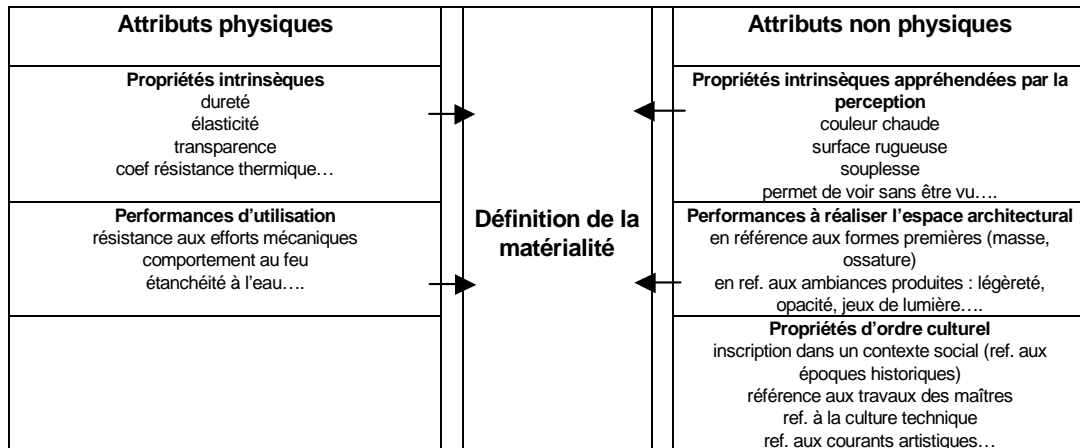 Attributs physiques
Propriétés intrinsèques
dureté
élasticité
transparence
coef résistance thermique…
Performances d'utilisation
résistance aux efforts mécaniques
comportement au feu
étanchéité à l'eau….
Définition de la
matérialité
Attributs non physiques
Propriétés intrinsèques appréhendées par la
perception
couleur chaude
surface rugueuse
souplesse
permet de voir sans être vu….
Performances à réaliser l'espace architectural
en référence aux formes premières (masse,
ossature)
en ref. aux ambiances produites : légèreté,
opacité, jeux de lumière….
Propriétés d'ordre culturel
inscription dans un contexte social (ref. aux
époques historiques)
référence aux travaux des maîtres
ref. à la culture technique
ref. aux courants artistiques…